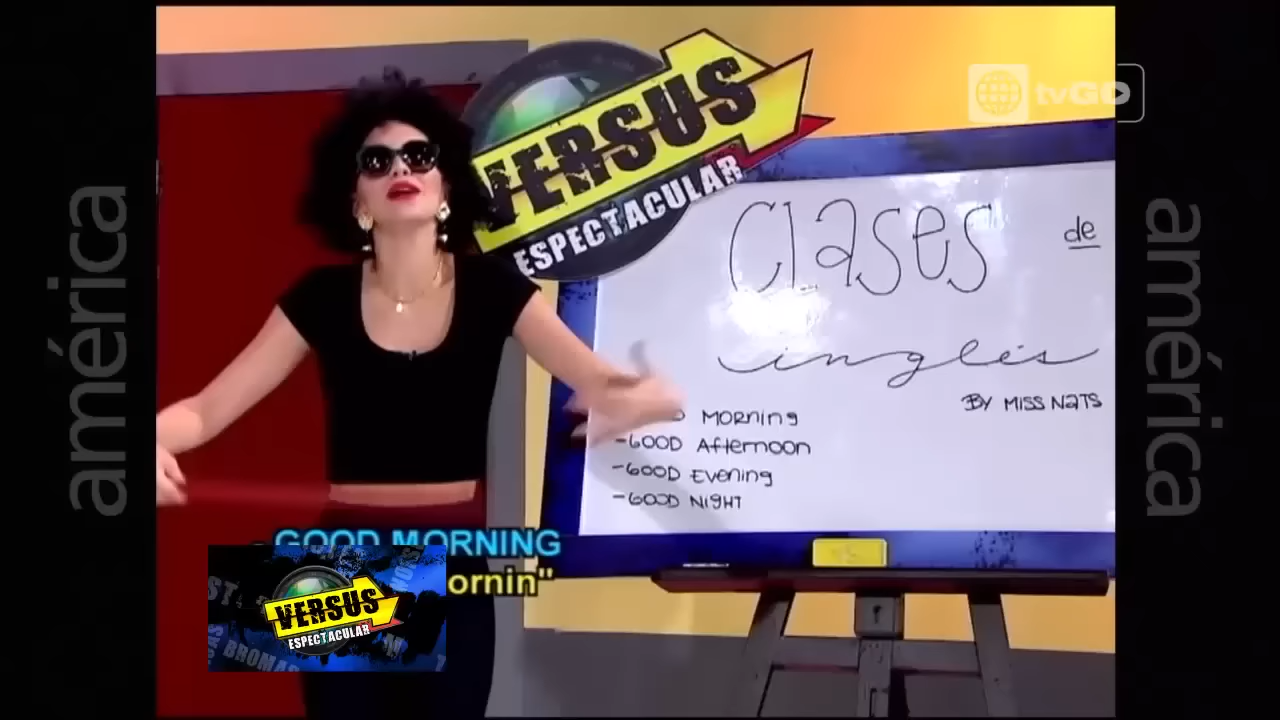 VERSUS
ESPECTACULAR
tvGO
américa
américa
Clases de
inglés
BY MISS NATS
MORNING
-GOOD AfTERNOON
-GOOD EVENING
-GOOD NIGHT
GOOD MORNING
ornin"
VERSUS
ESPECTACULAR
BROMAS